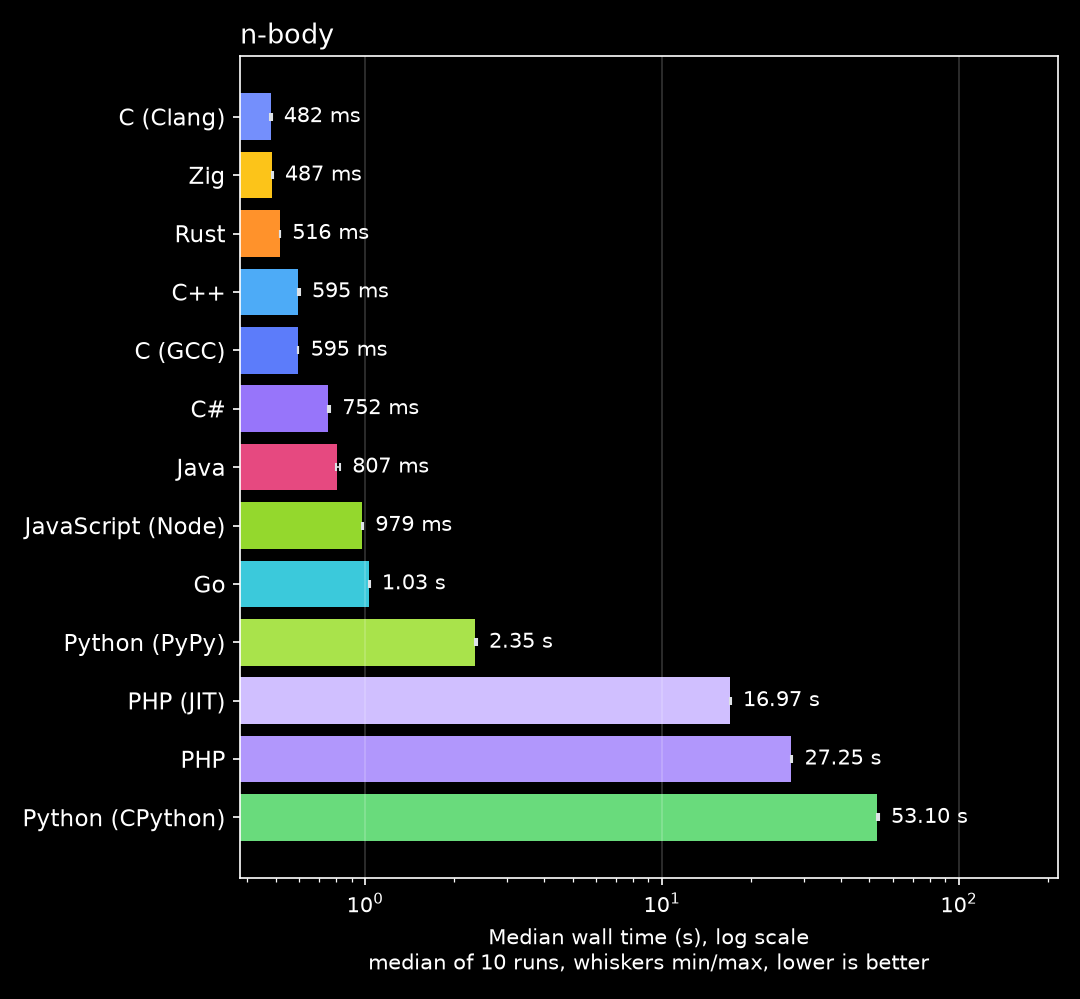 n-body
C (Clang) 482 ms
Zig 487 ms
Rust 516 ms
C++ 595 ms
C (GCC) 595 ms
C# 752 ms
Java 807 ms
JavaScript (Node) 979 ms
Go 1.03 s
Python (PyPy) 2.35 s
PHP (JIT) 16.97 s
PHP 27.25 s
Python (CPython) 53.10 s
10⁰ 10¹ 10²
Median wall time (s), log scale
median of 10 runs, whiskers min/max, lower is better